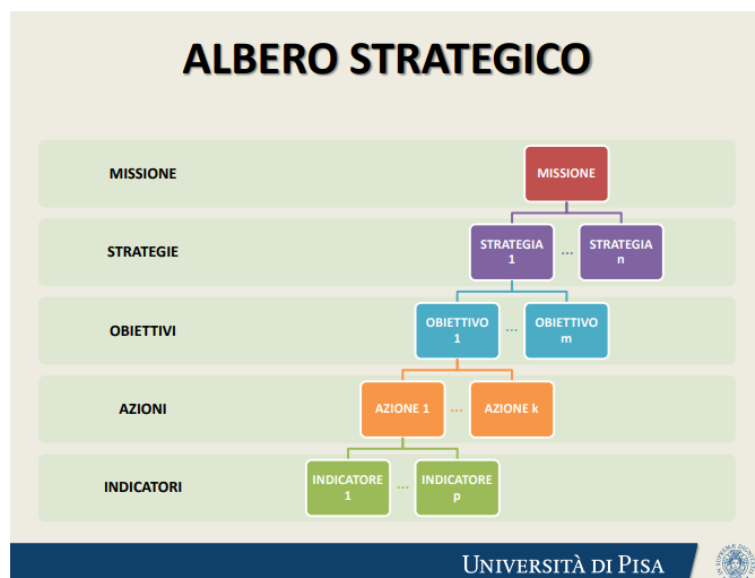 ALBERO STRATEGICO
MISSIONE
MISSIONE
STRATEGIE
STRATEGIA
1
...
STRATEGIA
n
OBIETTIVI
OBIETTIVO
1
...
OBIETTIVO
m
AZIONI
AZIONE 1
...
AZIONE k
INDICATORI
INDICATORE
1
...
INDICATORE
p
UNIVERSITÀ DI PISA